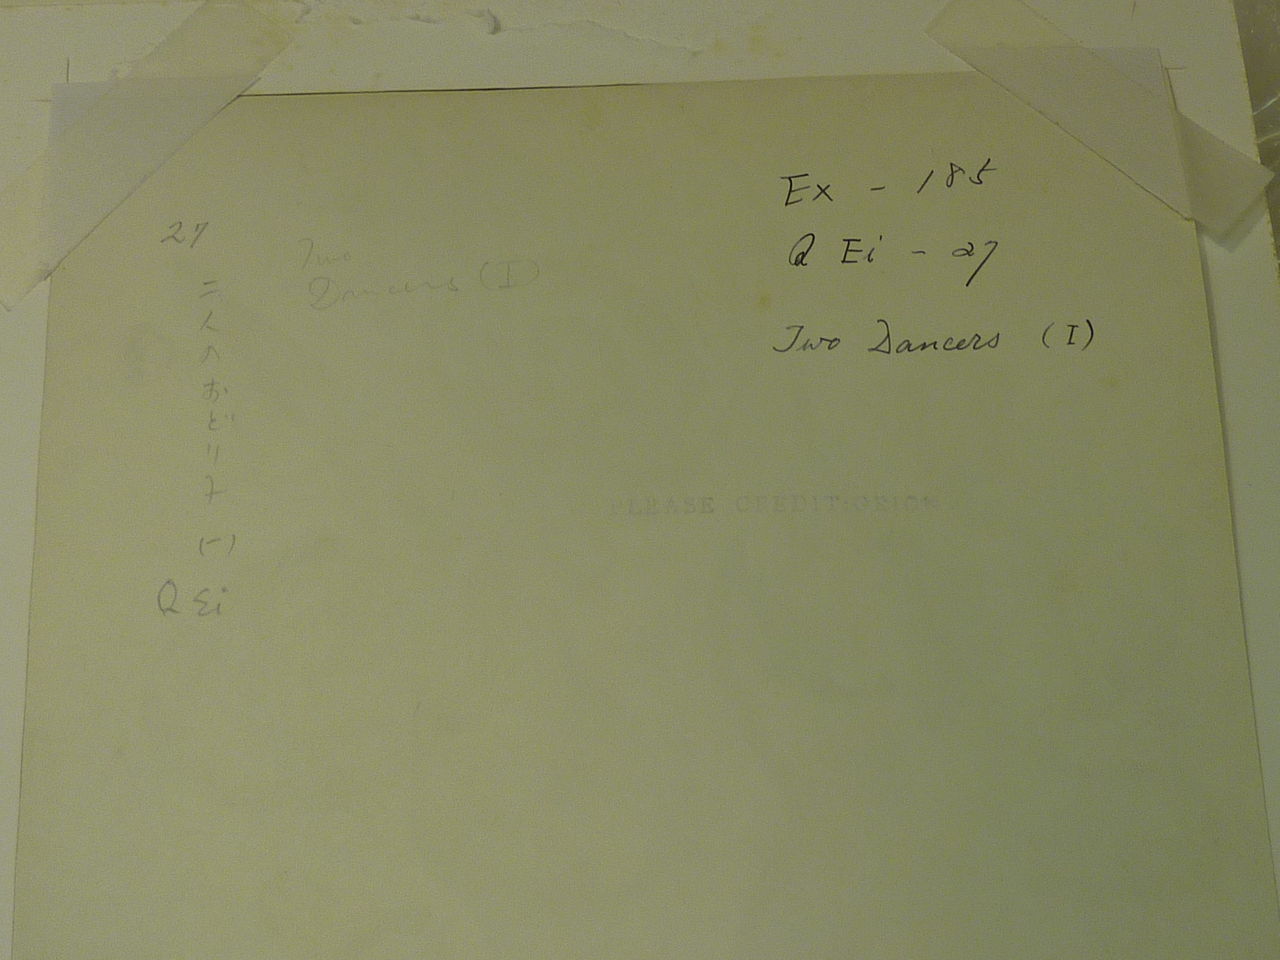 Ex - 185
Q Ei - 27
Two Dancers (I)
27
Two
Dancers (I)
二人のおどり子
(一)
Q Ei
PLEASE CREDIT:ORION